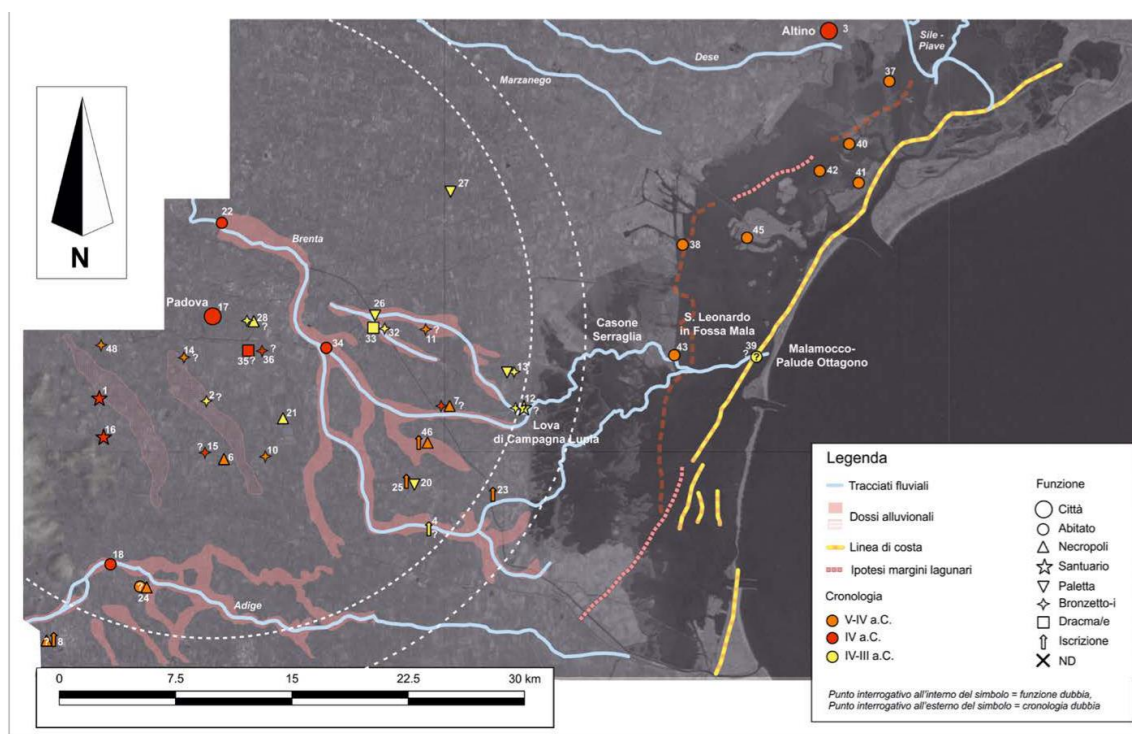 Altino
3
Sile -
Piave
Dese
Marzanego
37
40
42
41
27
22
Brenta
38
45
N
Padova
17
28
?
26
33
32
?
11
S. Leonardo
in Fossa Mala
Casone
Serraglia
48
14
?
35?
36
?
34
43
39
?
?
Malamocco-
Palude Ottagono
1
2
?
13
7
?
12
?
21
Lova
di Campagna Lupia
16
46
?
15
6
10
25
20
23
4
18
24
Adige
8
0
7.5
15
22.5
30 km
Legenda
Tracciati fluviali
Dossi alluvionali
Linea di costa
Ipotesi margini lagunari
Cronologia
V-IV a.C.
IV a.C.
IV-III a.C.
Funzione
Città
Abitato
Necropoli
Santuario
Paletta
Bronzetto-i
Dracma/e
Iscrizione
ND
Punto interrogativo all'interno del simbolo = funzione dubbia,
Punto interrogativo all'esterno del simbolo = cronologia dubbia